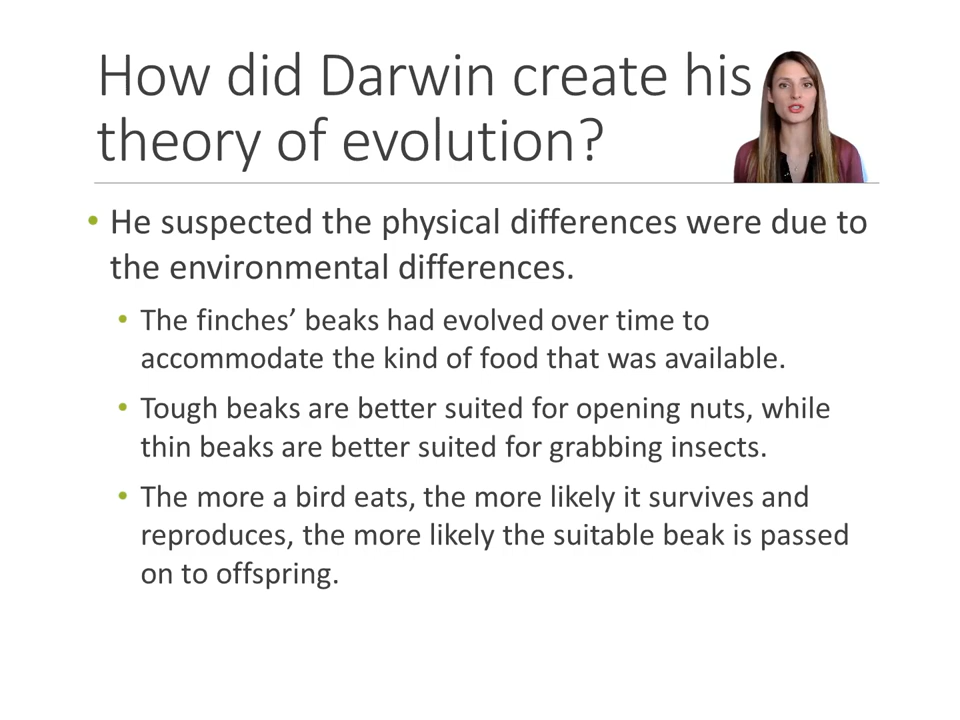 How did Darwin create his
theory of evolution?
• He suspected the physical differences were due to
the environmental differences.
• The finches’ beaks had evolved over time to
accommodate the kind of food that was available.
• Tough beaks are better suited for opening nuts, while
thin beaks are better suited for grabbing insects.
• The more a bird eats, the more likely it survives and
reproduces, the more likely the suitable beak is passed
on to offspring.